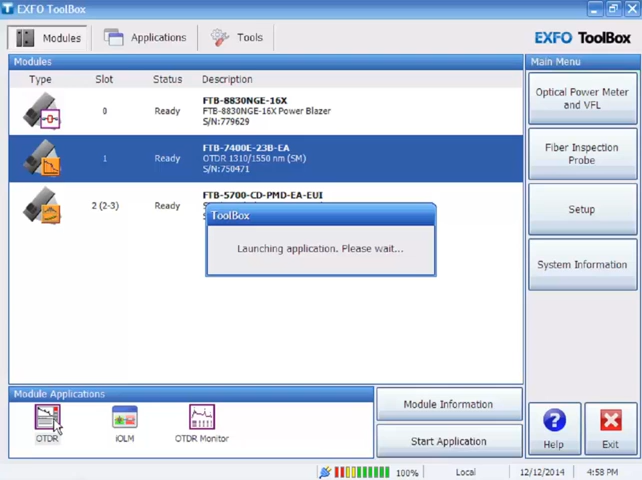 EXFO ToolBox
Modules
Applications
Tools
EXFO ToolBox
Modules
Main Menu
Type Slot Status Description
0 Ready
FTB-8830NGE-16X
FTB-8830NGE-16X Power Blazer
S/N:779629
1 Ready
FTB-7400E-23B-EA
OTDR 1310/1550 nm (SM)
S/N:750471
2 (2-3) Ready
FTB-5700-CD-PMD-EA-EUI
ToolBox
Launching application. Please wait...
Optical Power Meter
and VFL
Fiber Inspection
Probe
Setup
System Information
Module Applications
OTDR
iOLM
OTDR Monitor
Module Information
Start Application
Help
Exit
100%
Local
12/12/2014
4:58 PM